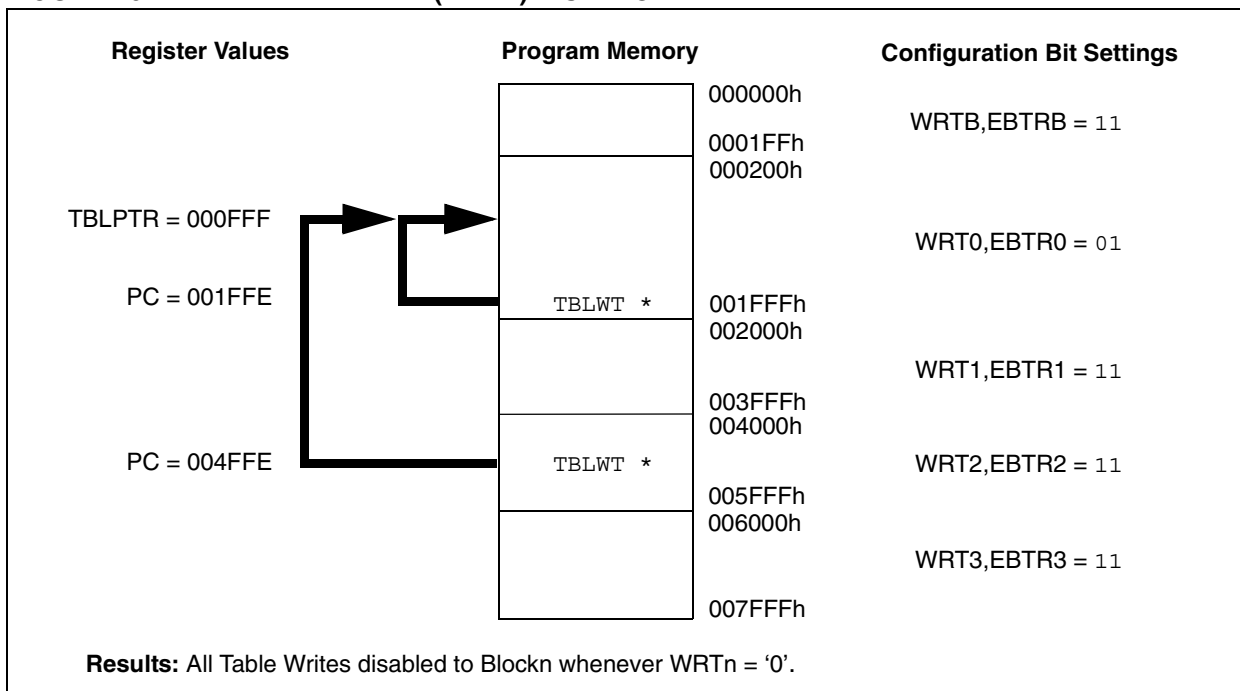 Register Values Program Memory Configuration Bit Settings
000000h
WRTB,EBTRB = 11
0001FFh
000200h
TBLPTR = 000FFF
WRT0,EBTR0 = 01
PC = 001FFE
TBLWT *
001FFFh
002000h
WRT1,EBTR1 = 11
003FFFh
004000h
PC = 004FFE
TBLWT *
WRT2,EBTR2 = 11
005FFFh
006000h
WRT3,EBTR3 = 11
007FFFh
Results: All Table Writes disabled to Blockn whenever WRTn = ‘0’.